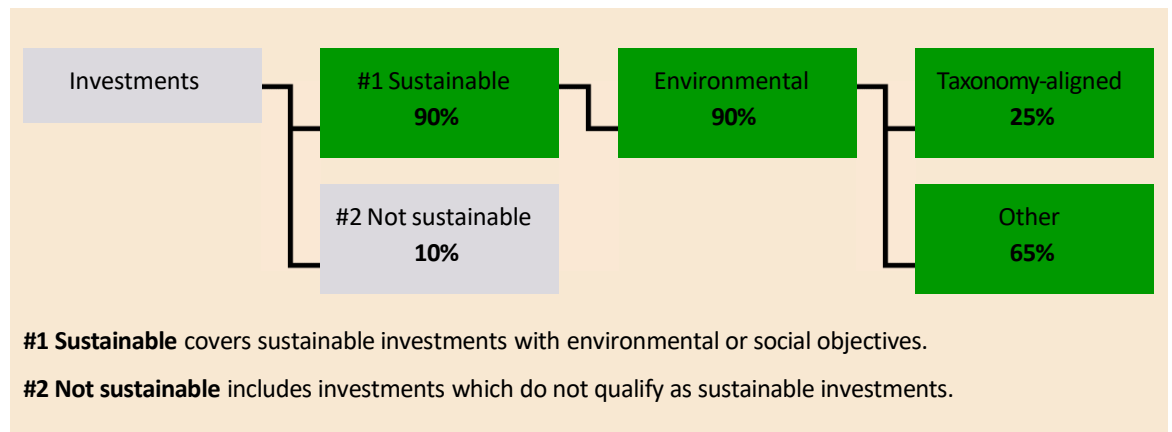 Investments
#1 Sustainable
90%
Environmental
90%
Taxonomy-aligned
25%
#2 Not sustainable
10%
Other
65%
#1 Sustainable covers sustainable investments with environmental or social objectives.
#2 Not sustainable includes investments which do not qualify as sustainable investments.